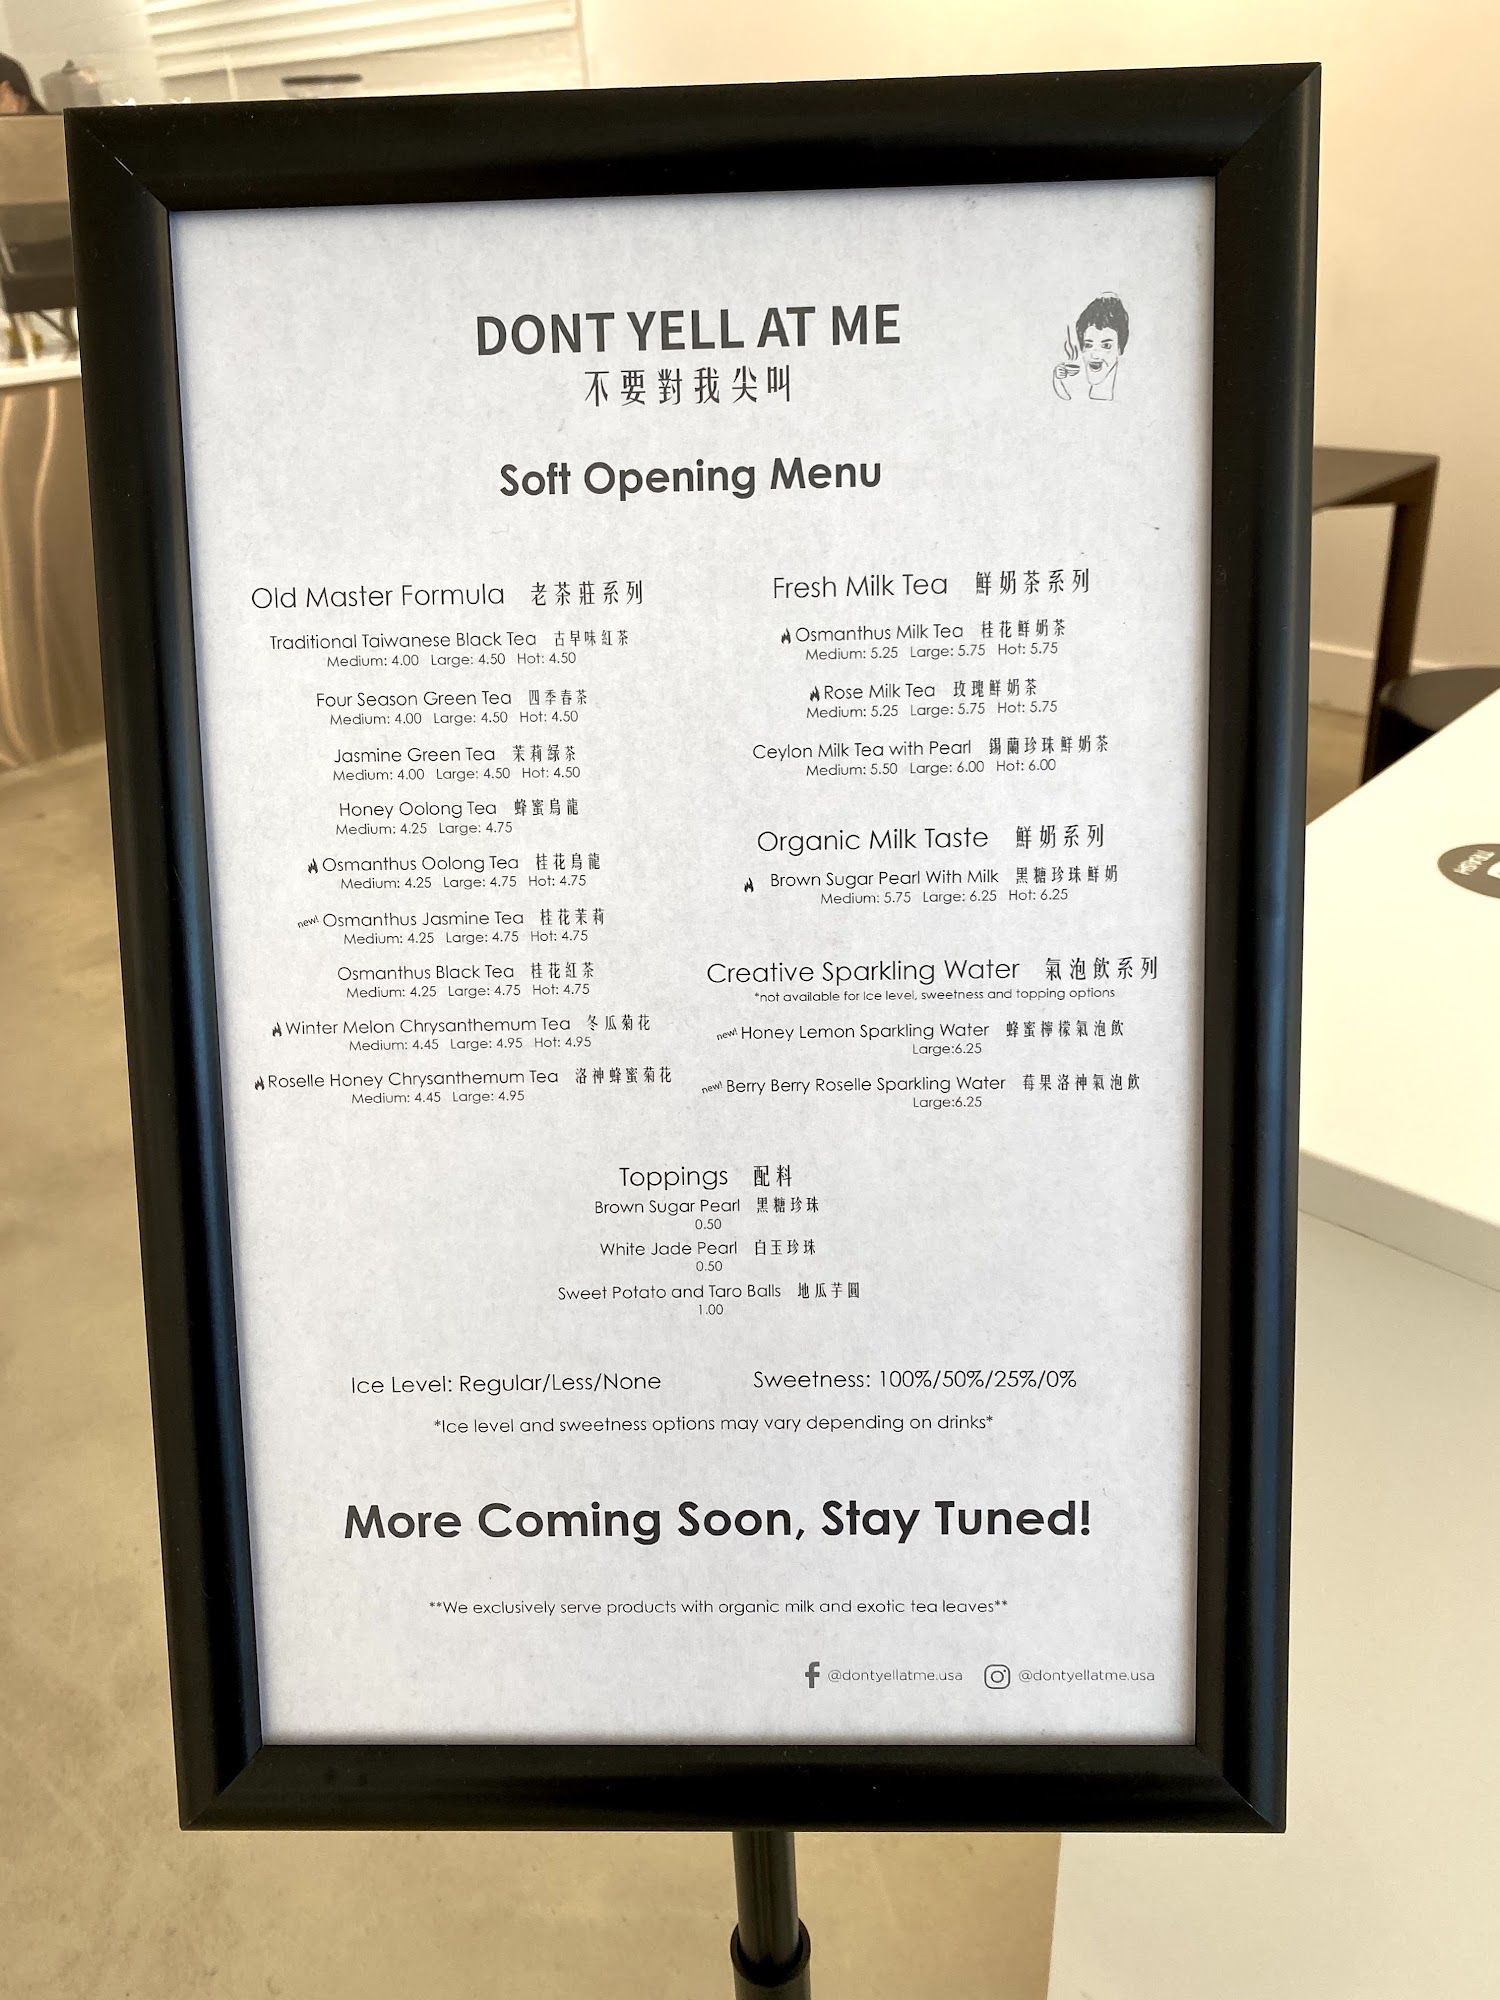 DONT YELL AT ME
不要對我尖叫
Soft Opening Menu
Old Master Formula 老茶莊系列
Traditional Taiwanese Black Tea 古早味紅茶
Medium: 4.00 Large: 4.50 Hot: 4.50
Four Season Green Tea 四季春茶
Medium: 4.00 Large: 4.50 Hot: 4.50
Jasmine Green Tea 茉莉綠茶
Medium: 4.00 Large: 4.50 Hot: 4.50
Honey Oolong Tea 蜂蜜烏龍
Medium: 4.25 Large: 4.75
Osmanthus Oolong Tea 桂花烏龍
Medium: 4.25 Large: 4.75 Hot: 4.75
new! Osmanthus Jasmine Tea 桂花茉莉
Medium: 4.25 Large: 4.75 Hot: 4.75
Osmanthus Black Tea 桂花紅茶
Medium: 4.25 Large: 4.75 Hot: 4.75
Winter Melon Chrysanthemum Tea 冬瓜菊花
Medium: 4.45 Large: 4.95 Hot: 4.95
Roselle Honey Chrysanthemum Tea 洛神蜂蜜菊花
Medium: 4.45 Large: 4.95
Fresh Milk Tea 鮮奶茶系列
Osmanthus Milk Tea 桂花鮮奶茶
Medium: 5.25 Large: 5.75 Hot: 5.75
Rose Milk Tea 玫瑰鮮奶茶
Medium: 5.25 Large: 5.75 Hot: 5.75
Ceylon Milk Tea with Pearl 錫蘭珍珠鮮奶茶
Medium: 5.50 Large: 6.00 Hot: 6.00
Organic Milk Taste 鮮奶系列
Brown Sugar Pearl With Milk 黑糖珍珠鮮奶
Medium: 5.75 Large: 6.25 Hot: 6.25
Creative Sparkling Water 氣泡飲系列
*not available for ice level, sweetness and topping options
new! Honey Lemon Sparkling Water 蜂蜜檸檬氣泡飲
Large:6.25
new! Berry Berry Roselle Sparkling Water 莓果洛神氣泡飲
Large:6.25
Toppings 配料
Brown Sugar Pearl 黑糖珍珠
0.50
White Jade Pearl 白玉珍珠
0.50
Sweet Potato and Taro Balls 地瓜芋圓
1.00
Ice Level: Regular/Less/None Sweetness: 100%/50%/25%/0%
*Ice level and sweetness options may vary depending on drinks*
More Coming Soon, Stay Tuned!
**We exclusively serve products with organic milk and exotic tea leaves**
@dontyellatme.usa @dontyellatme.usa
TRASH